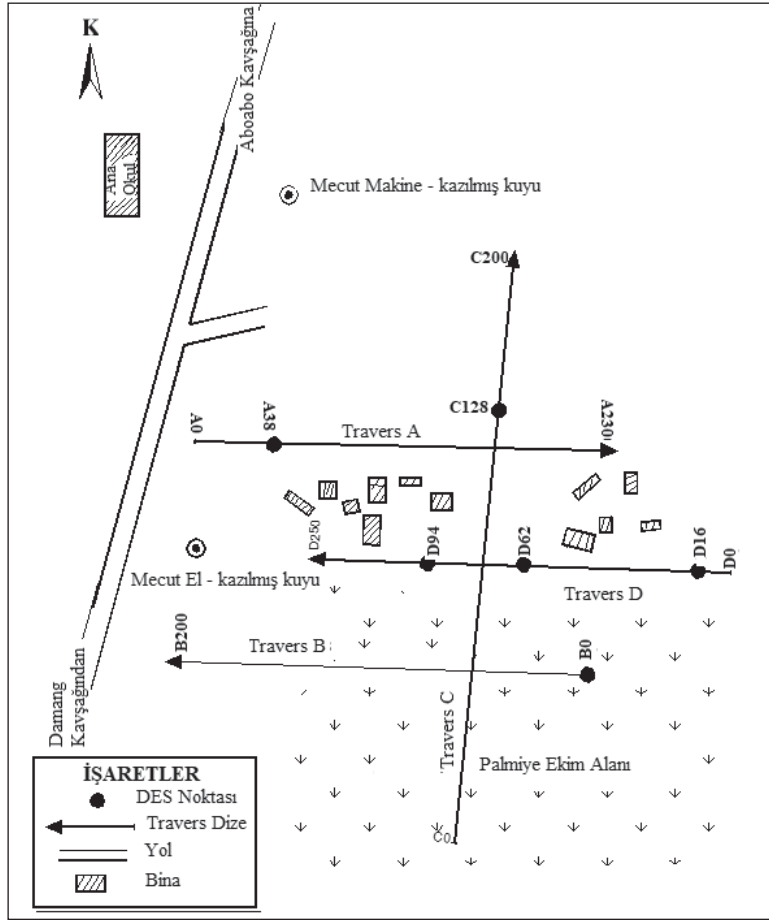 K
Aboabo Kavşağına
Ana
Okul
Mecut Makine - kazılmış kuyu
C200
C128
A0
A38
Travers A
A230
D250
D94
D62
D16
D0
Mecut El - kazılmış kuyu
Travers D
B200
Travers B
B0
Travers C
Damang
Kavşağından
Palmiye Ekim Alanı
C0
İŞARETLER
DES Noktası
Travers Dize
Yol
Bina